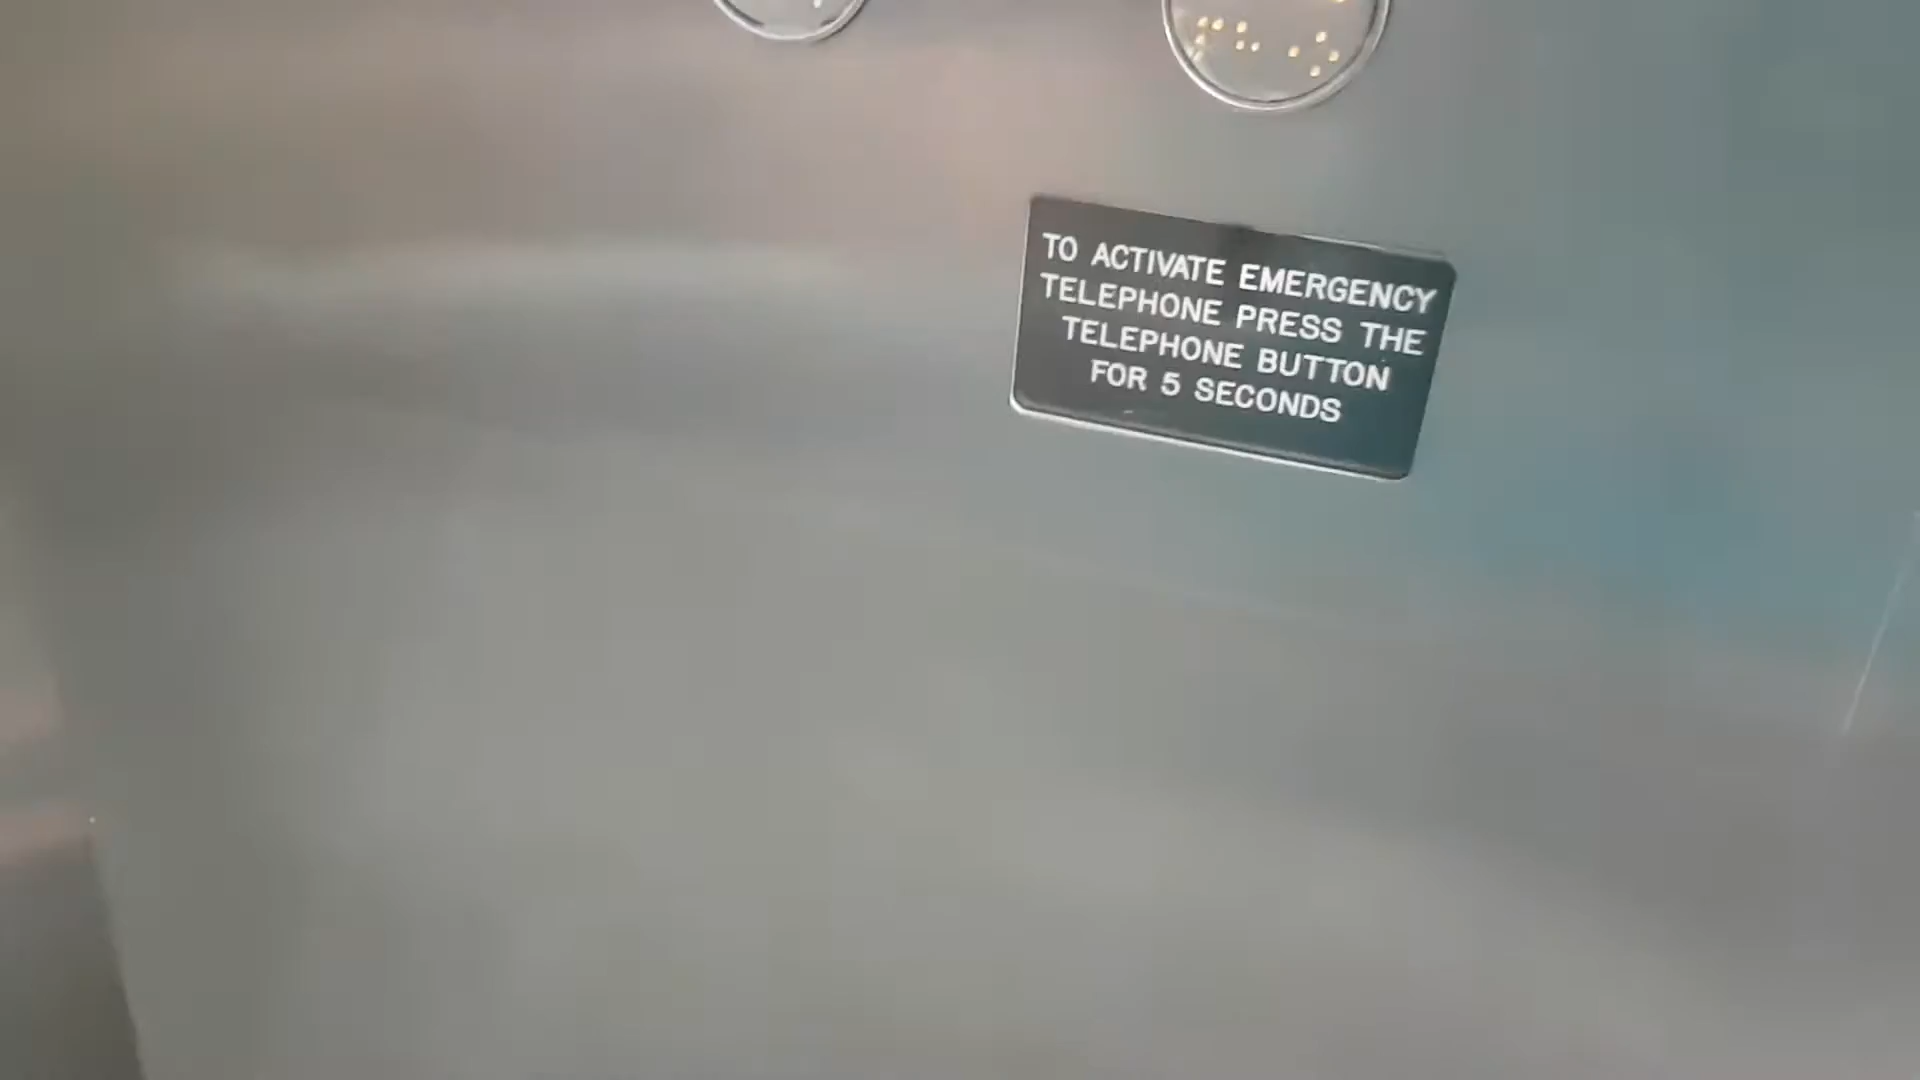 TO ACTIVATE EMERGENCY
TELEPHONE PRESS THE
TELEPHONE BUTTON
FOR 5 SECONDS